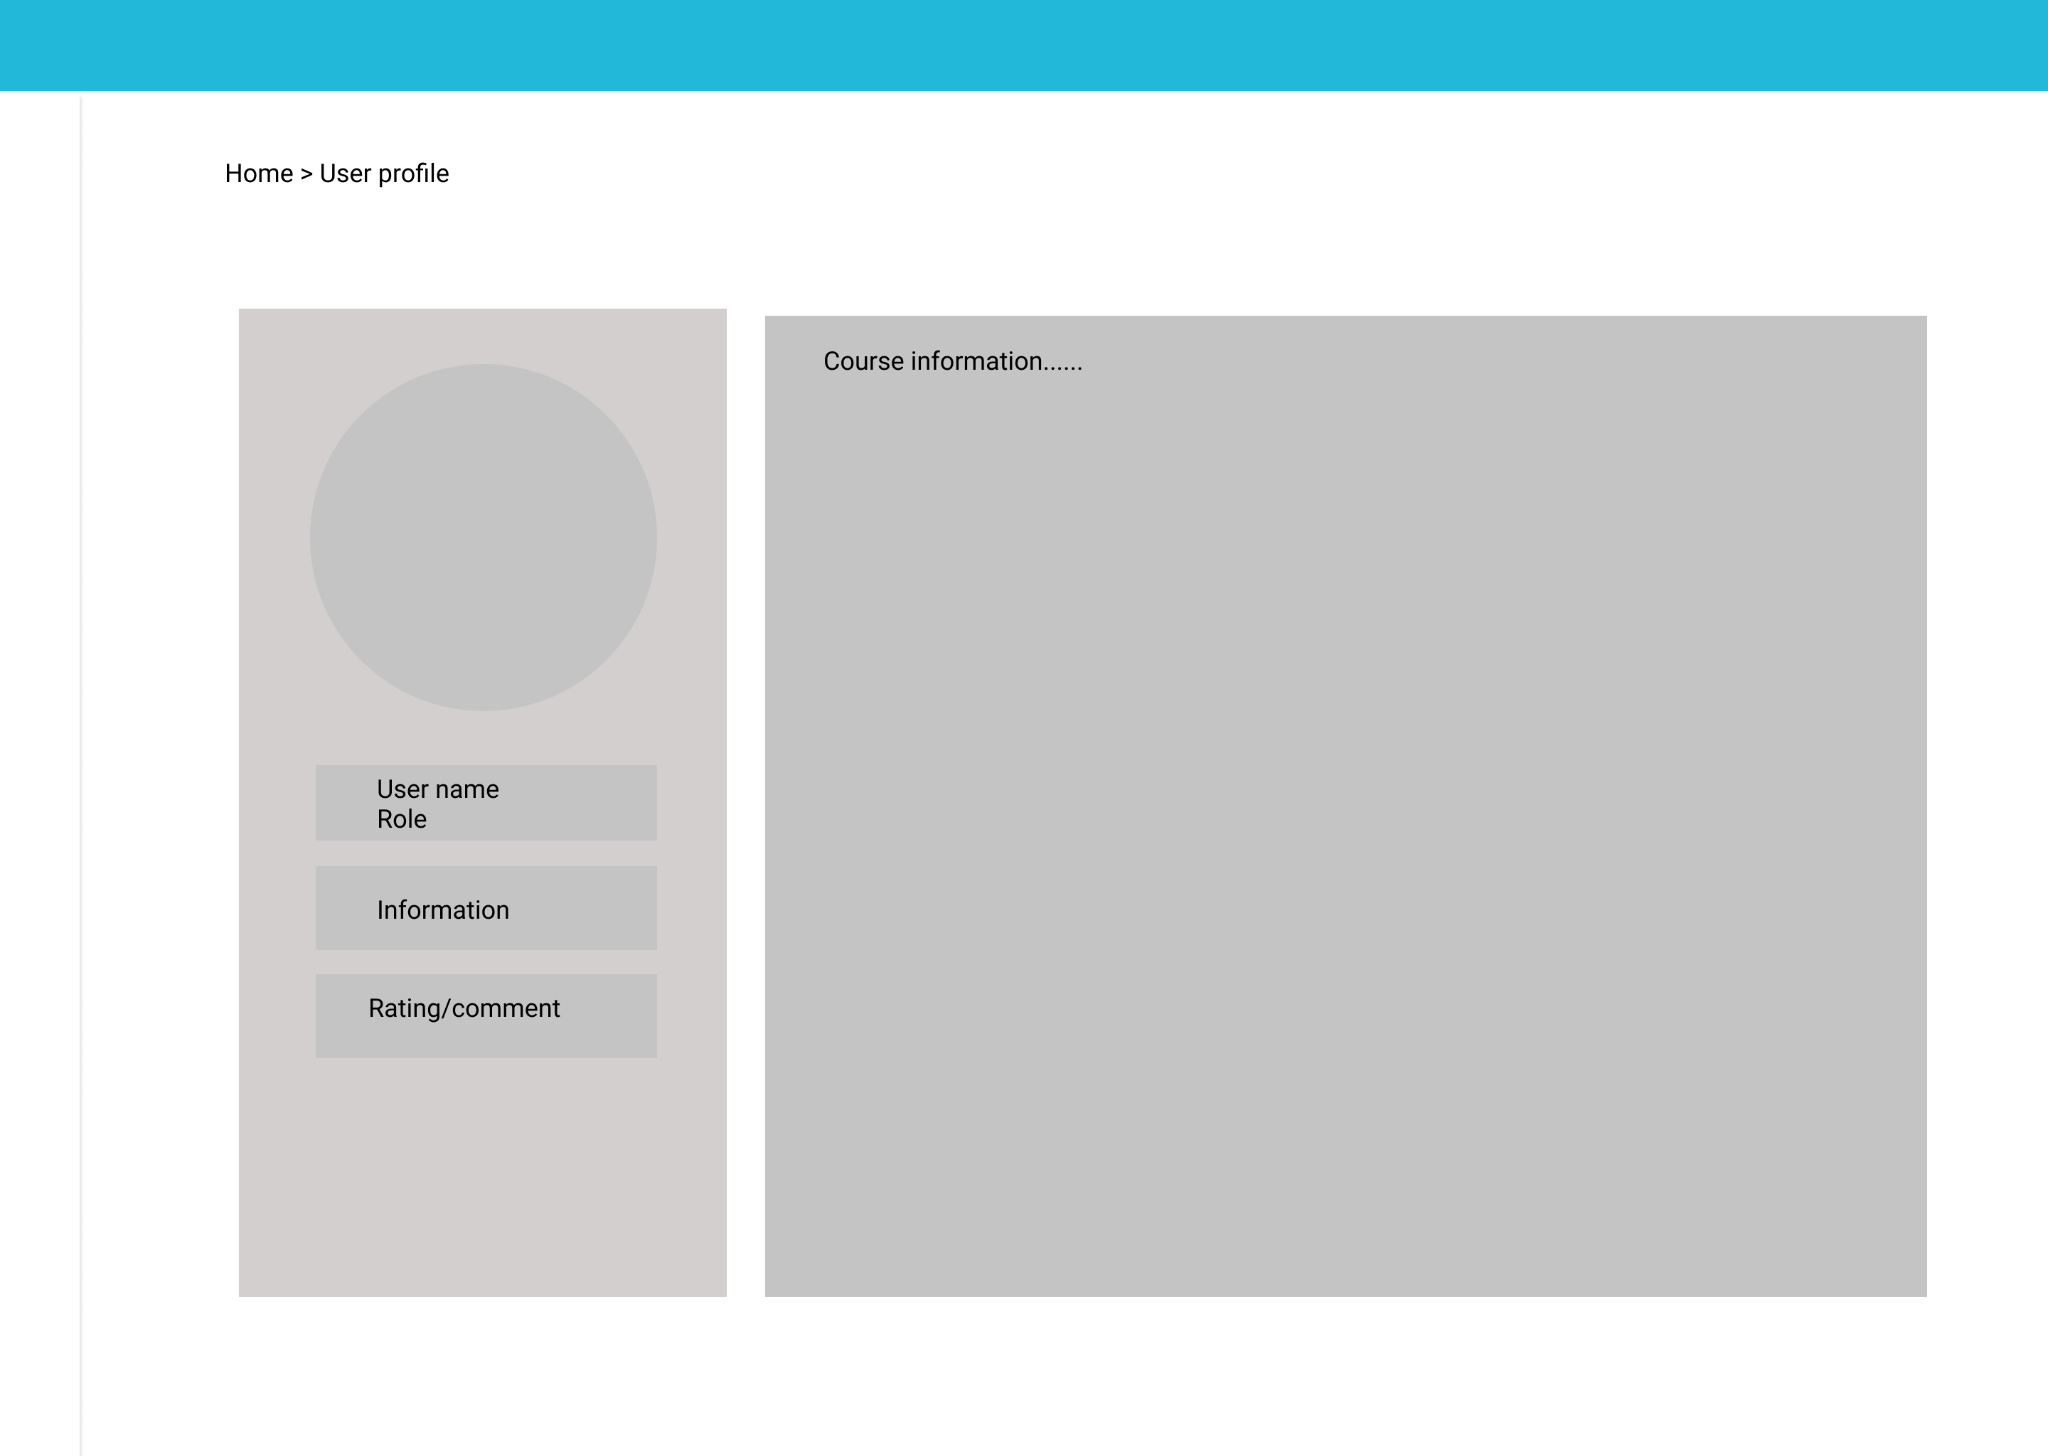 Home > User profile
Course information......
User name
Role
Information
Rating/comment